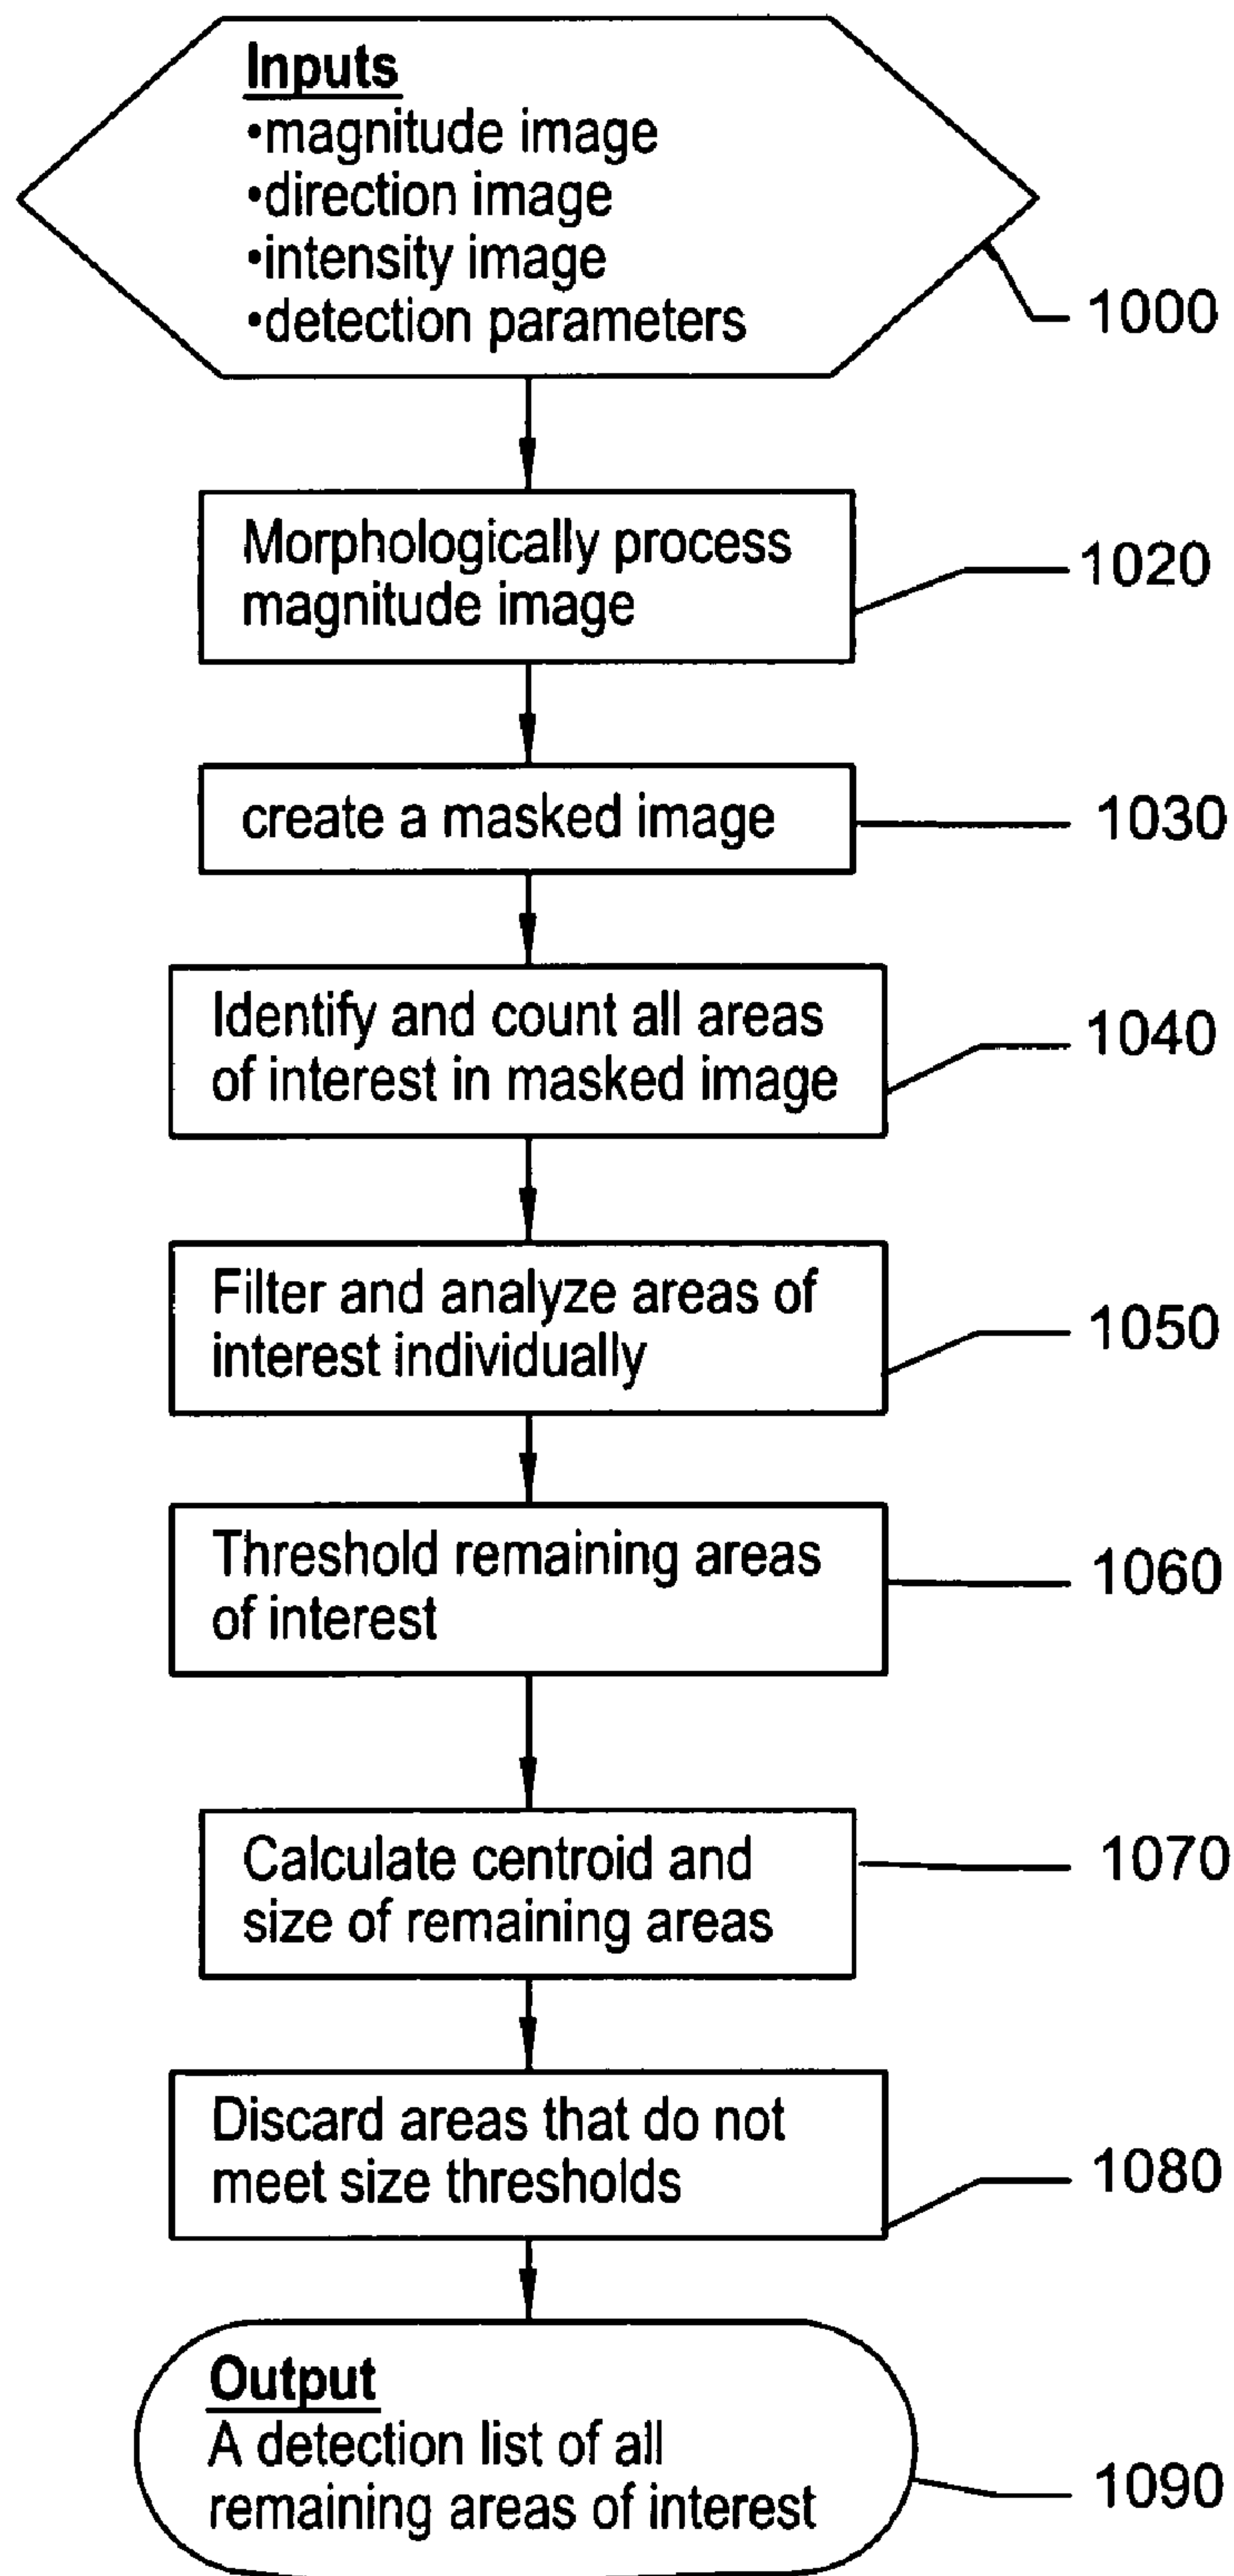 Inputs
•magnitude image
•direction image
•intensity image
•detection parameters
1000
Morphologically process
magnitude image
1020
create a masked image
1030
Identify and count all areas
of interest in masked image
1040
Filter and analyze areas of
interest individually
1050
Threshold remaining areas
of interest
1060
Calculate centroid and
size of remaining areas
1070
Discard areas that do not
meet size thresholds
1080
Output
A detection list of all
remaining areas of interest
1090